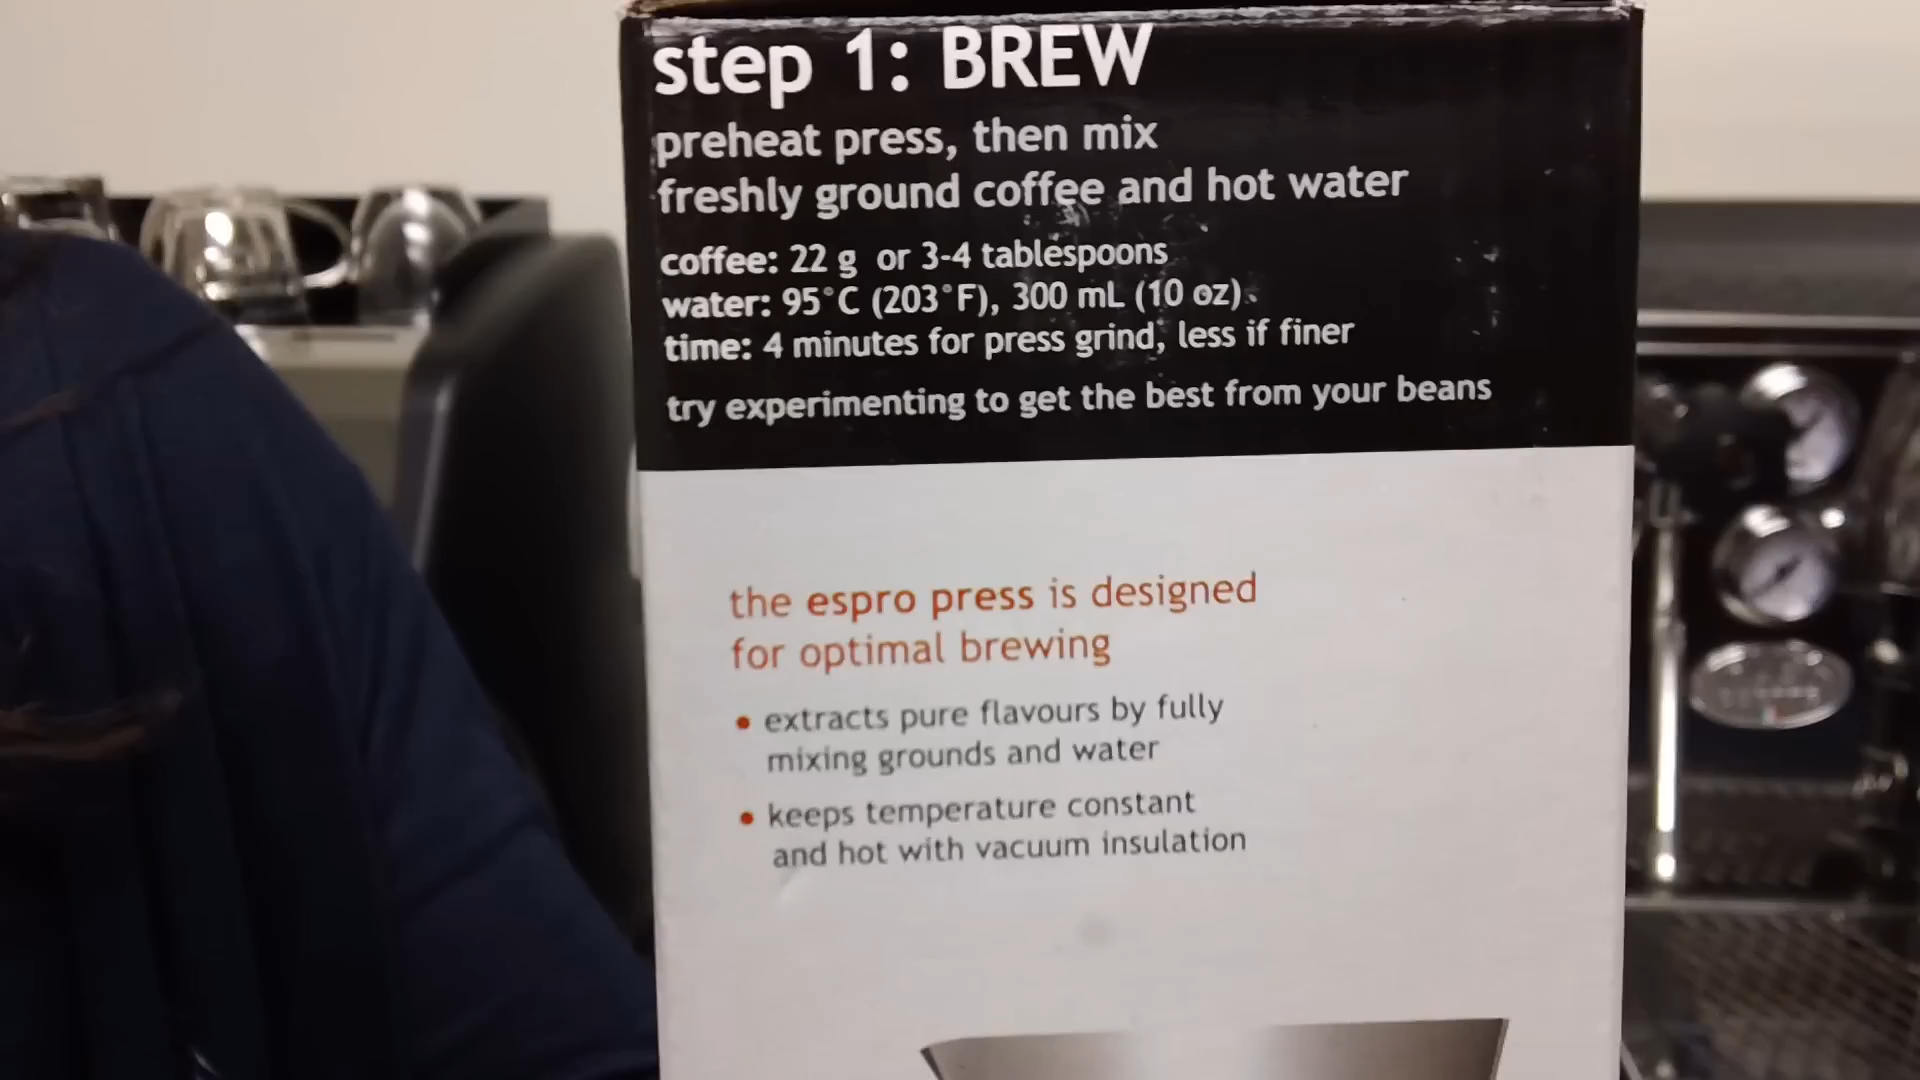 step 1: BREW
preheat press, then mix
freshly ground coffee and hot water
coffee: 22 g or 3-4 tablespoons
water: 95°C (203°F), 300 mL (10 oz)
time: 4 minutes for press grind, less if finer
try experimenting to get the best from your beans
the espro press is designed
for optimal brewing
• extracts pure flavours by fully
mixing grounds and water
• keeps temperature constant
and hot with vacuum insulation